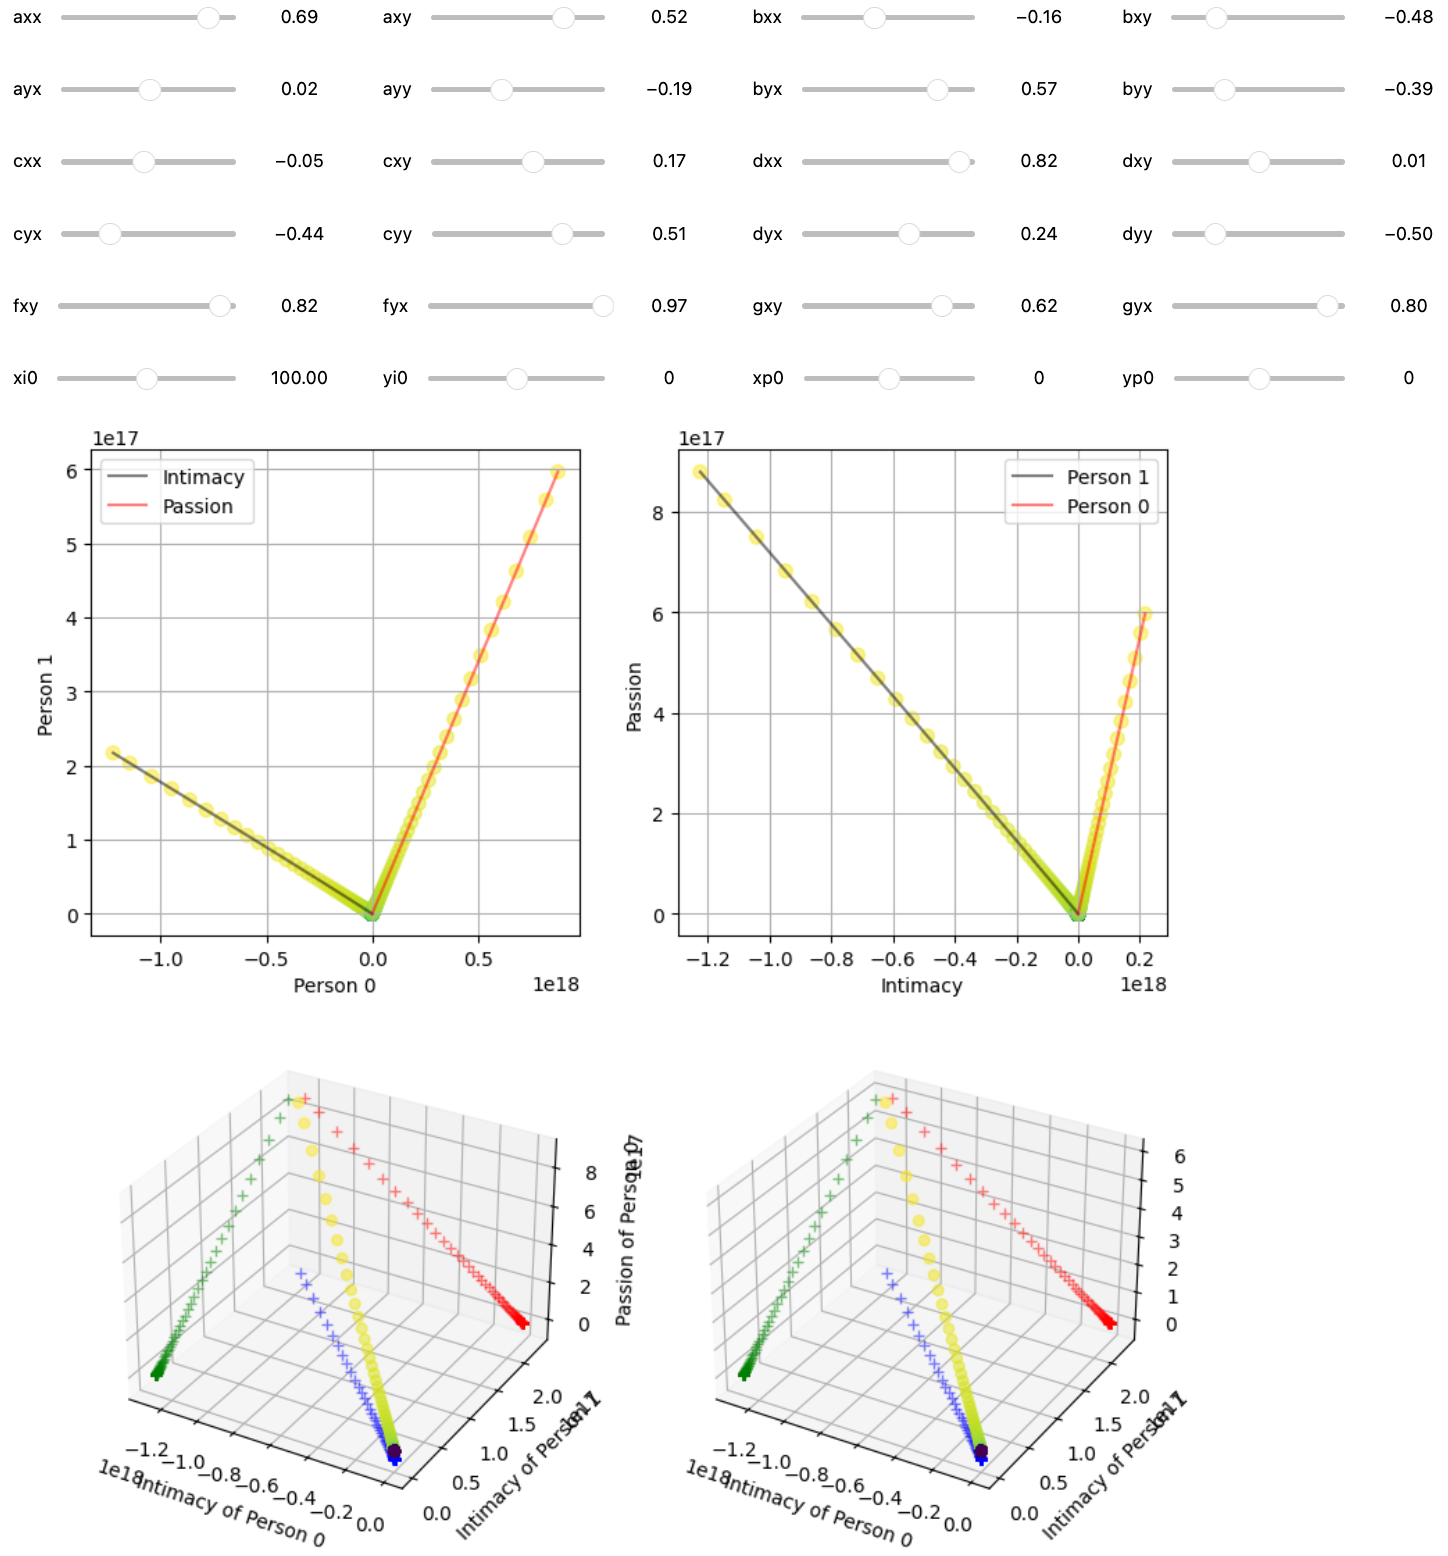 axx 0.69 axy 0.52 bxx −0.16 bxy −0.48
ayx 0.02 ayy −0.19 byx 0.57 byy −0.39
cxx −0.05 cxy 0.17 dxx 0.82 dxy 0.01
cyx −0.44 cyy 0.51 dyx 0.24 dyy −0.50
fxy 0.82 fyx 0.97 gxy 0.62 gyx 0.80
xi0 100.00 yi0 0 xp0 0 yp0 0
1e17
Intimacy
Passion
6
5
4
3
2
1
0
Person 1
−1.0 −0.5 0.0 0.5
Person 0 1e18
1e17
Person 1
Person 0
8
6
4
2
0
Passion
−1.2 −1.0 −0.8 −0.6 −0.4 −0.2 0.0 0.2
Intimacy 1e18
8
6
4
2
0
Passion of Person 0
1e17
2.0
1.5
1.0
0.5
0.0
Intimacy of Person 1
1e17
−1.2
−1.0
−0.8
−0.6
−0.4
−0.2
0.0
1e18
Intimacy of Person 0
6
5
4
3
2
1
0
2.0
1.5
1.0
0.5
0.0
Intimacy of Person 1
1e17
−1.2
−1.0
−0.8
−0.6
−0.4
−0.2
0.0
1e18
Intimacy of Person 0